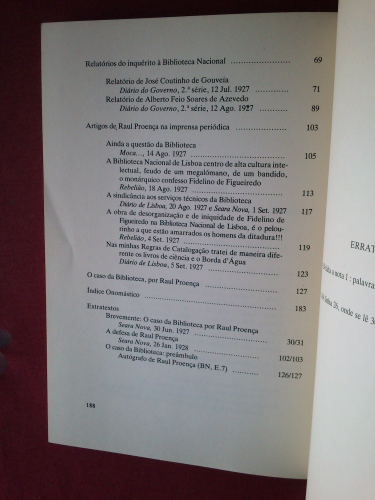 Relatórios do inquérito à Biblioteca Nacional ........................ 69
Relatório de José Coutinho de Gouveia
Diário do Governo, 2.ª série, 12 Jul. 1927 ................... 71
Relatório de Alberto Feio Soares de Azevedo
Diário do Governo, 2.ª série, 12 Ago. 1927 ................... 89
Artigos de Raul Proença na imprensa periódica ..................... 103
Ainda a questão da Biblioteca
Moca..., 14 Ago. 1927 ........................................ 105
A Biblioteca Nacional de Lisboa centro de alta cultura inte-
lectual, feudo de um megalómano, de um bandido,
o monárquico confesso Fidelino de Figueiredo
Rebelião, 18 Ago. 1927 ........................................ 113
A sindicância aos serviços técnicos da Biblioteca
Diário de Lisboa, 20 Ago. 1927 e Seara Nova, 1 Set. 1927 117
A obra de desorganização e de iniquidade de Fidelino de
Figueiredo na Biblioteca Nacional de Lisboa, é o pelou-
rinho a que estão amarrados os homens da ditadura!!!
Rebelião, 4 Set. 1927 ........................................ 119
Nas minhas Regras de Catalogação tratei de maneira dife-
rente os livros de ciência e o Borda d'Água
Diário de Lisboa, 5 Set. 1927 ................................ 123
O caso da Biblioteca, por Raul Proença ............................ 127
Índice Onomástico ................................................ 183
Extratextos
Brevemente: O caso da Biblioteca por Raul Proença
Seara Nova, 30 Jun. 1927 .................................... 30/31
A defesa de Raul Proença
Seara Nova, 26 Jan. 1928 .................................... 102/103
O caso da Biblioteca: preâmbulo
Autógrafo de Raul Proença (BN, E.7) ........... 126/127
188
ERRAT
nota 1 : palavra
linha 26, onde se lê 3